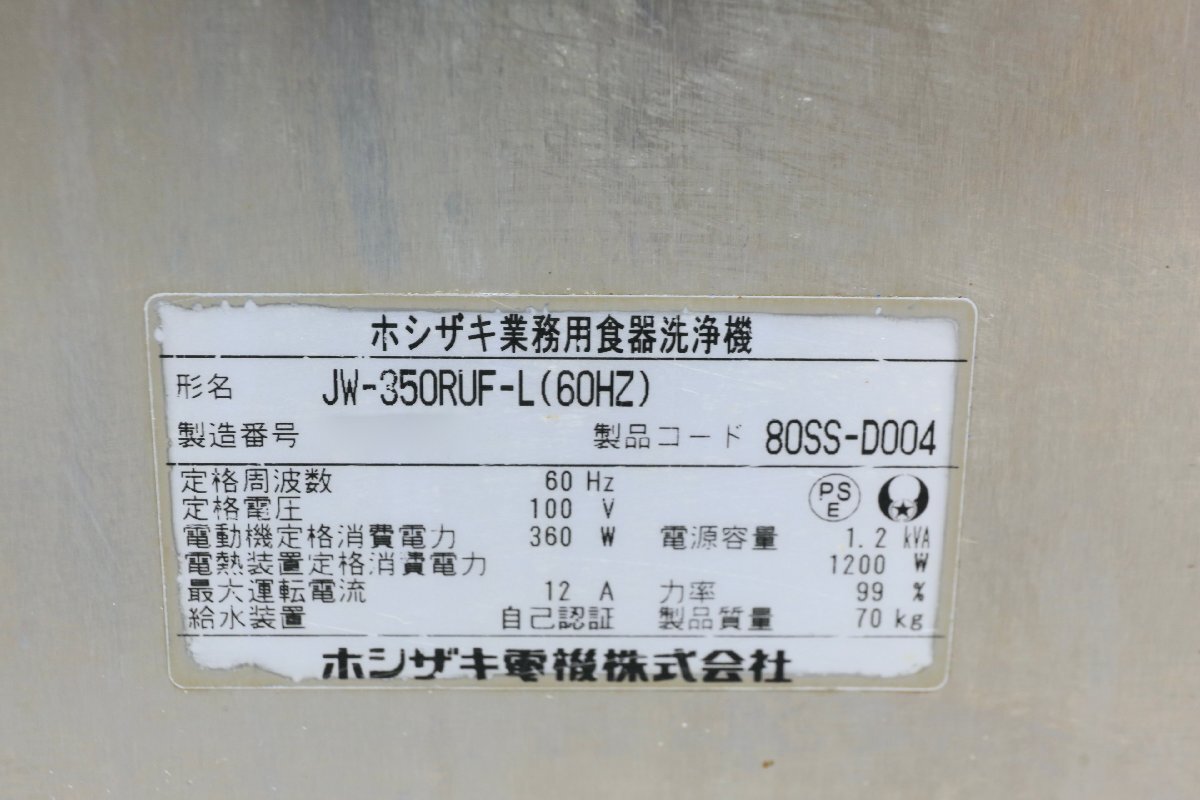 ホシザキ業務用食器洗浄機
形名 JW-350RUF-L(60HZ)
製造番号 製品コード 80SS-D004
定格周波数 60 Hz
定格電圧 100 V
PS E
電動機定格消費電力 360 W 電源容量 1.2 kVA
電熱装置定格消費電力 1200 W
最大運転電流 12 A 力率 99 %
給水装置 自己認証 製品質量 70 kg
ホシザキ電機株式会社